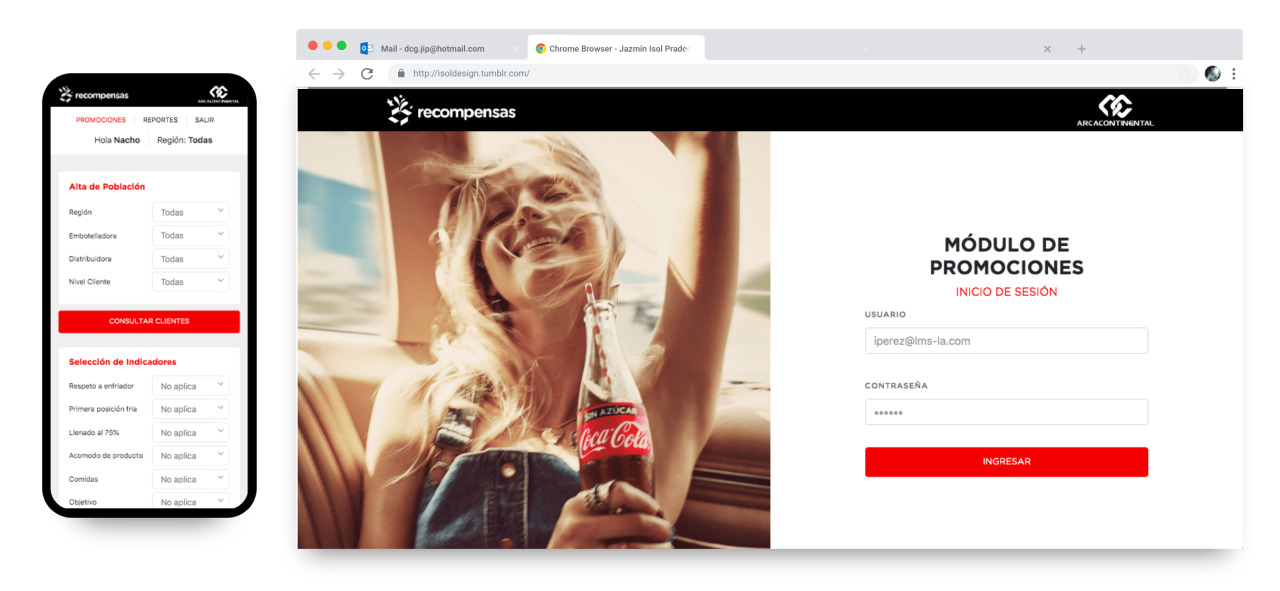 recompensas
ARCACONTINENTAL
PROMOCIONES REPORTES SALIR
Hola Nacho Región: Todas
Alta de Población
Región Todas
Embotelladora Todas
Distribuidora Todas
Nivel Cliente Todas
CONSULTAR CLIENTES
Selección de Indicadores
Respeto a enfriador No aplica
Primera posición fria No aplica
Llenado al 75% No aplica
Acomodo de producto No aplica
Comidas No aplica
Objetivo No aplica
Mail - dcg.jip@hotmail.com
Chrome Browser - Jazmín Isol Prado
http://isoldesign.tumblr.com/
recompensas
ARCACONTINENTAL
SIN AZÚCAR
Coca-Cola
MÓDULO DE
PROMOCIONES
INICIO DE SESIÓN
USUARIO
iperez@lms-la.com
CONTRASEÑA
******
INGRESAR